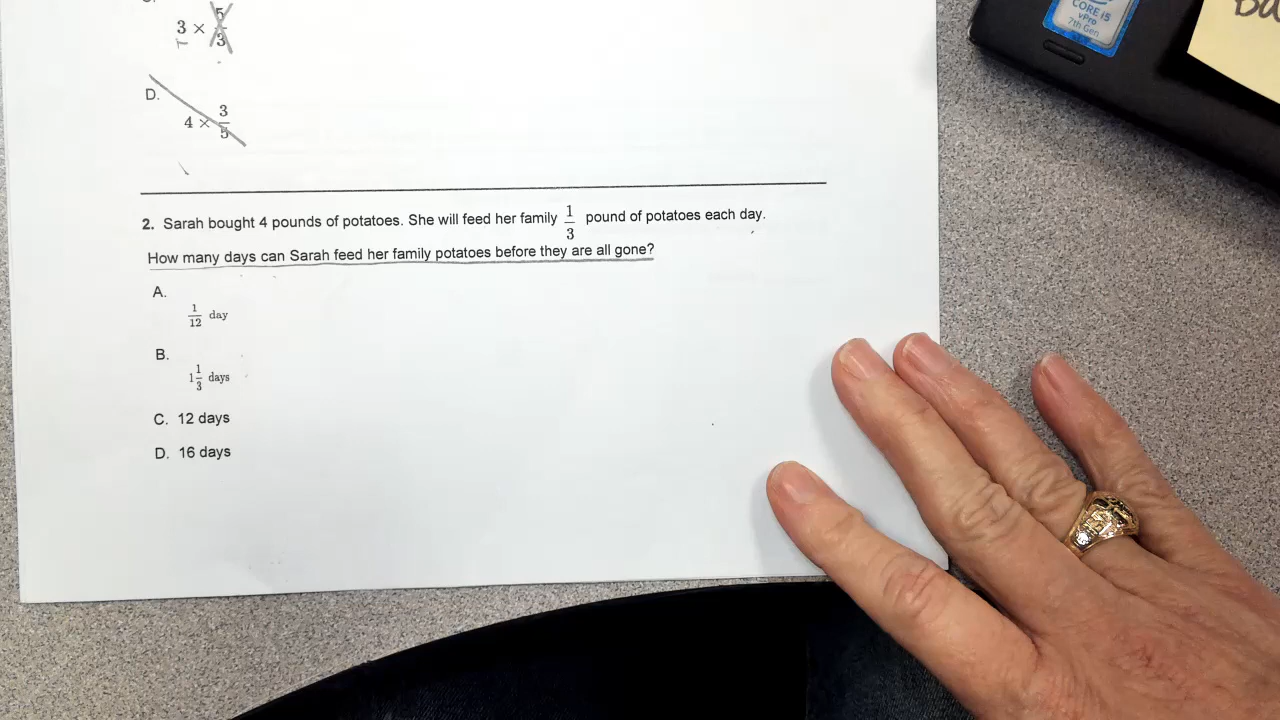 3 × 5/3
D.
4 × 3/5
2. Sarah bought 4 pounds of potatoes. She will feed her family 1/3 pound of potatoes each day.
How many days can Sarah feed her family potatoes before they are all gone?
A.
1/12 day
B.
1 1/3 days
C. 12 days
D. 16 days
CORE i5
vPro
7th Gen